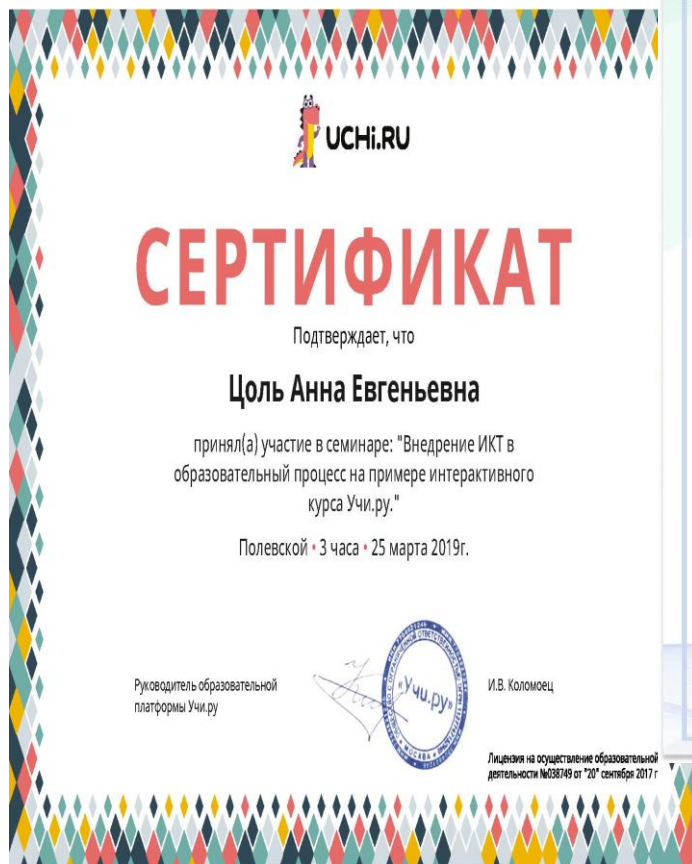 UCHi.RU
СЕРТИФИКАТ
Подтверждает, что
Цоль Анна Евгеньевна
принял(а) участие в семинаре: "Внедрение ИКТ в
образовательный процесс на примере интерактивного
курса Учи.ру."
Полевской • 3 часа • 25 марта 2019г.
Руководитель образовательной
платформы Учи.ру
«Учи.ру»
МОСКВА
И.В. Коломоец
Лицензия на осуществление образовательной
деятельности №038749 от "20" сентября 2017 г